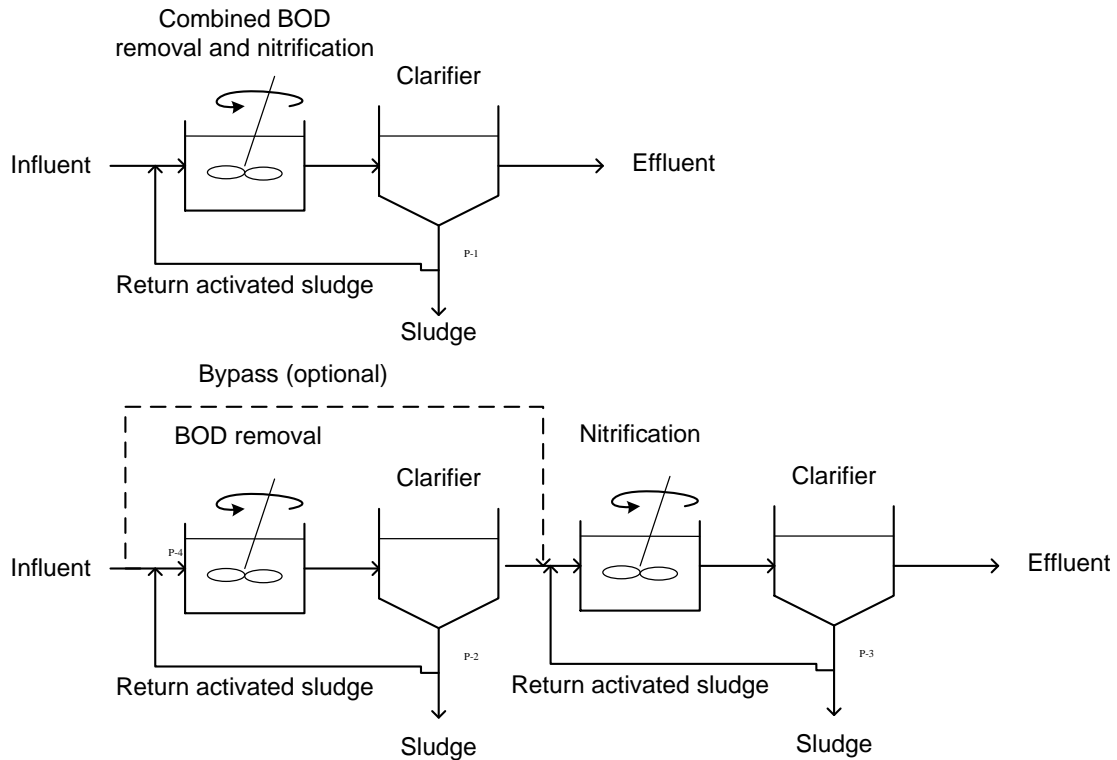 Combined BOD
removal and nitrification
Clarifier
Influent
Effluent
P-1
Return activated sludge
Sludge
Bypass (optional)
BOD removal
Nitrification
Clarifier
Clarifier
P-4
Influent
Effluent
P-2
P-3
Return activated sludge
Return activated sludge
Sludge
Sludge